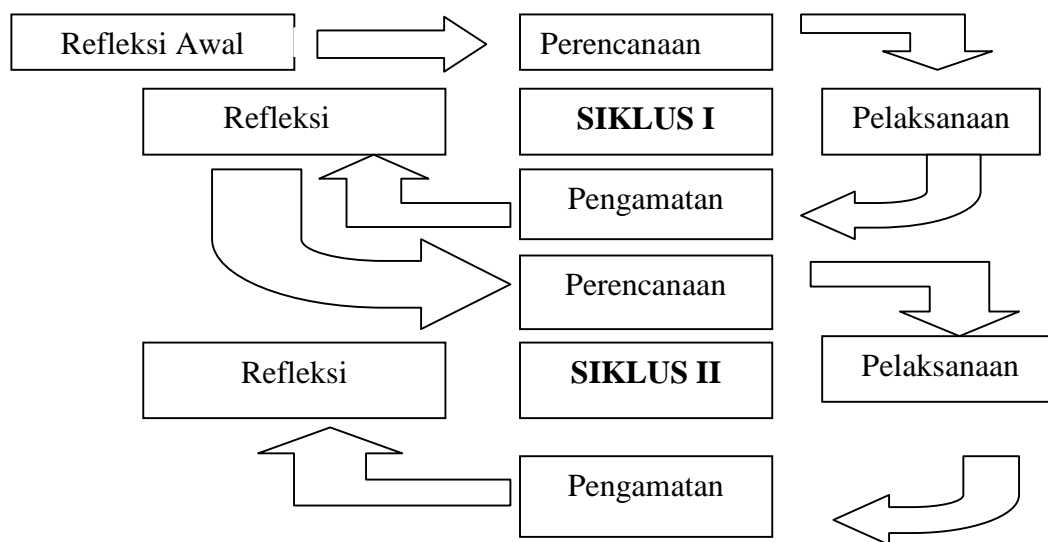 Refleksi Awal
Perencanaan
Refleksi
SIKLUS I
Pelaksanaan
Pengamatan
Perencanaan
Refleksi
SIKLUS II
Pelaksanaan
Pengamatan